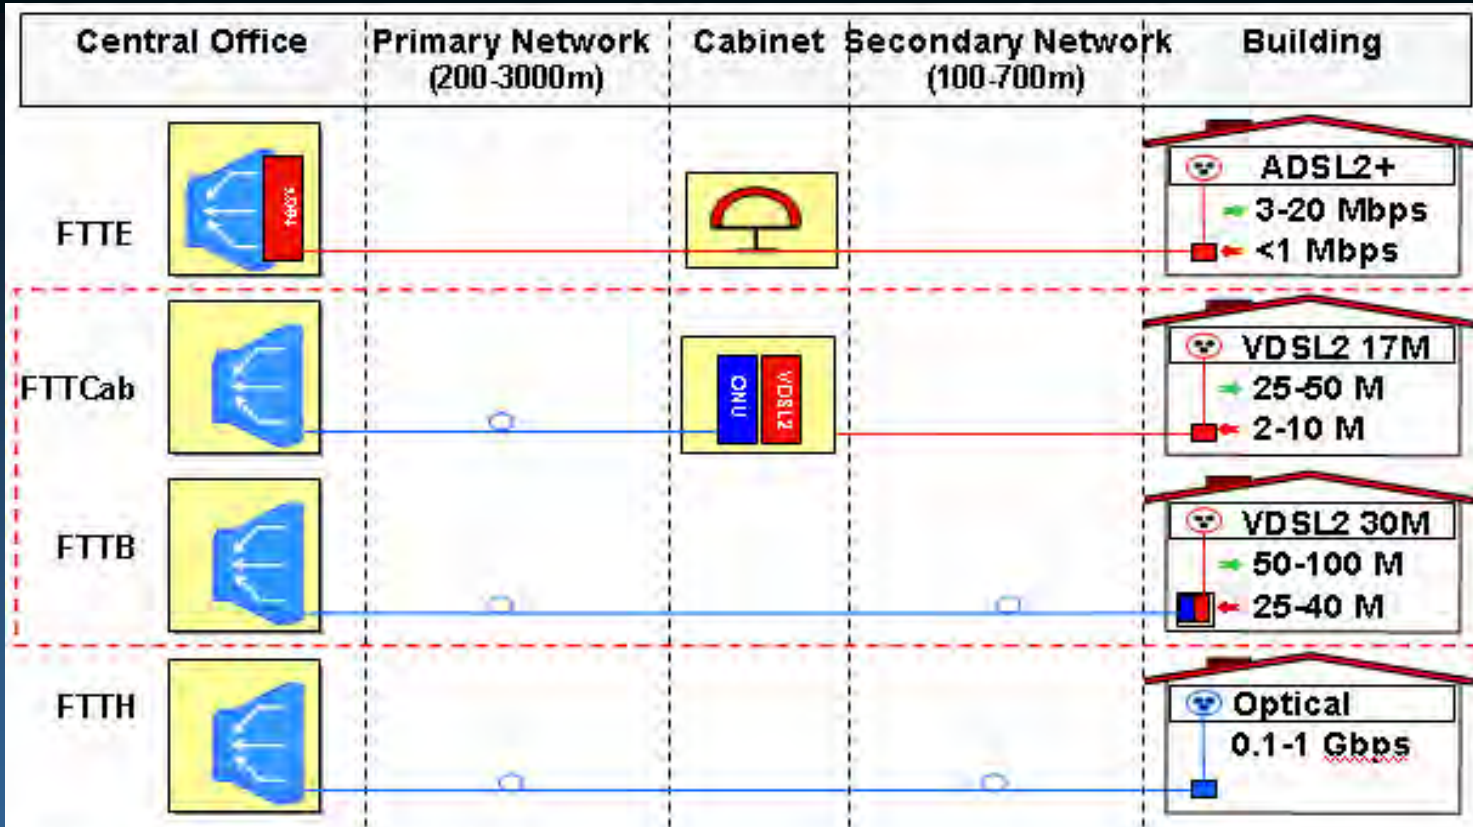 Central Office
Primary Network
(200-3000m)
Cabinet
Secondary Network
(100-700m)
Building
FTTE
ADSL2+
3-20 Mbps
<1 Mbps
FTTCab
ONU
VDSL2
VDSL2 17M
25-50 M
2-10 M
FTTB
VDSL2 30M
50-100 M
25-40 M
FTTH
Optical
0.1-1 Gbps